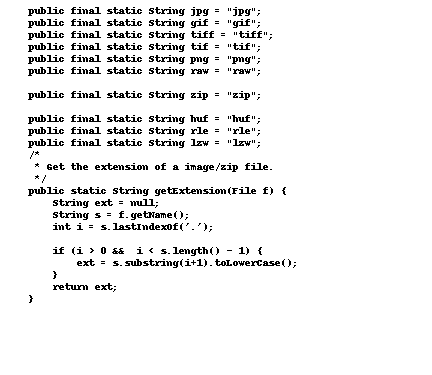 public final static String jpg = "jpg";
public final static String gif = "gif";
public final static String tiff = "tiff";
public final static String tif = "tif";
public final static String png = "png";
public final static String raw = "raw";
public final static String zip = "zip";
public final static String huf = "huf";
public final static String rle = "rle";
public final static String lzw = "lzw";
/*
 * Get the extension of a image/zip file.
 */
public static String getExtension(File f) {
    String ext = null;
    String s = f.getName();
    int i = s.lastIndexOf('.');
    if (i > 0 &&  i < s.length() - 1) {
        ext = s.substring(i+1).toLowerCase();
    }
    return ext;
}